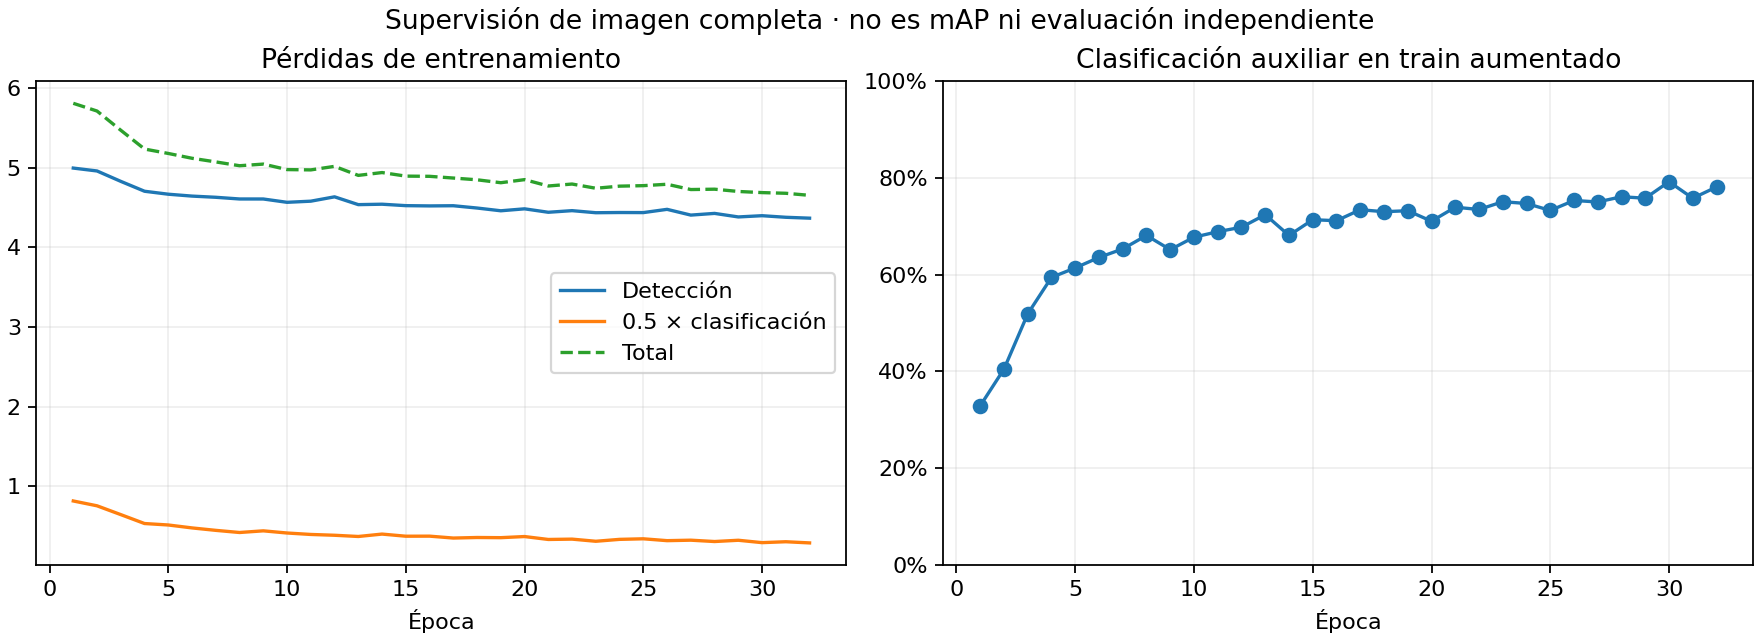 Supervisión de imagen completa · no es mAP ni evaluación independiente
Pérdidas de entrenamiento
6
5
4
3
2
1
Detección
0.5 × clasificación
Total
0 5 10 15 20 25 30
Época
Clasificación auxiliar en train aumentado
100%
80%
60%
40%
20%
0%
0 5 10 15 20 25 30
Época